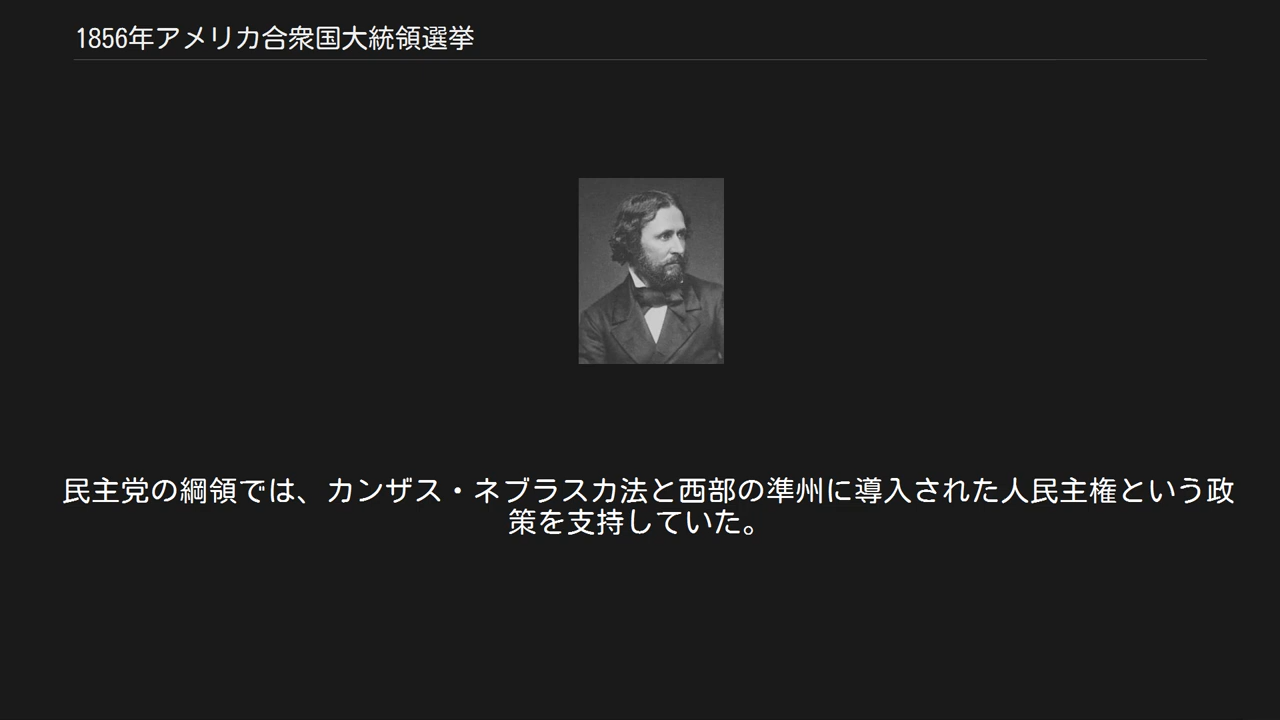 1856年アメリカ合衆国大統領選挙
民主党の綱領では、カンザス・ネブラスカ法と西部の準州に導入された人民主権という政
策を支持していた。